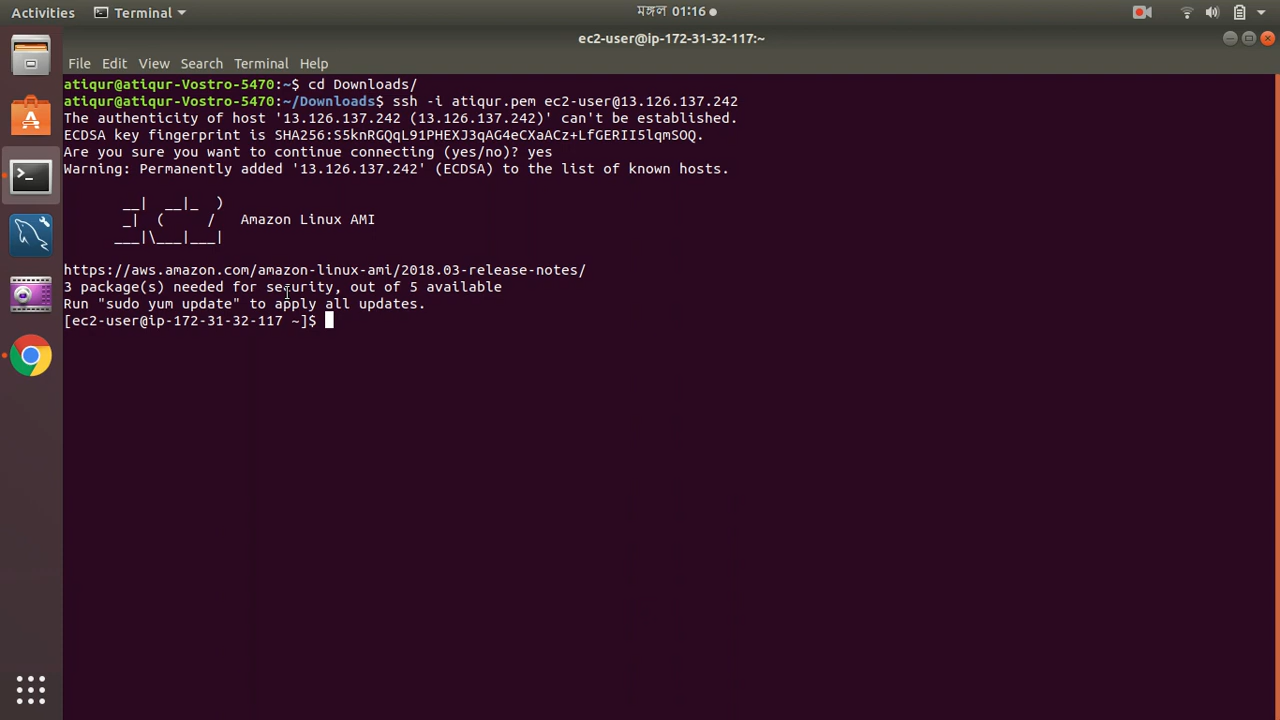 Activities Terminal মঙ্গল 01:16
ec2-user@ip-172-31-32-117:~
File Edit View Search Terminal Help
atiqur@atiqur-Vostro-5470:~$ cd Downloads/
atiqur@atiqur-Vostro-5470:~/Downloads$ ssh -i atiqur.pem ec2-user@13.126.137.242
The authenticity of host '13.126.137.242 (13.126.137.242)' can't be established.
ECDSA key fingerprint is SHA256:S5knRGQqL91PHEXJ3qAG4eCXaACz+LfGERII5lqmSOQ.
Are you sure you want to continue connecting (yes/no)? yes
Warning: Permanently added '13.126.137.242' (ECDSA) to the list of known hosts.
__| __|_ )
_| ( / Amazon Linux AMI
___|\___|___|
https://aws.amazon.com/amazon-linux-ami/2018.03-release-notes/
3 package(s) needed for security, out of 5 available
Run "sudo yum update" to apply all updates.
[ec2-user@ip-172-31-32-117 ~]$